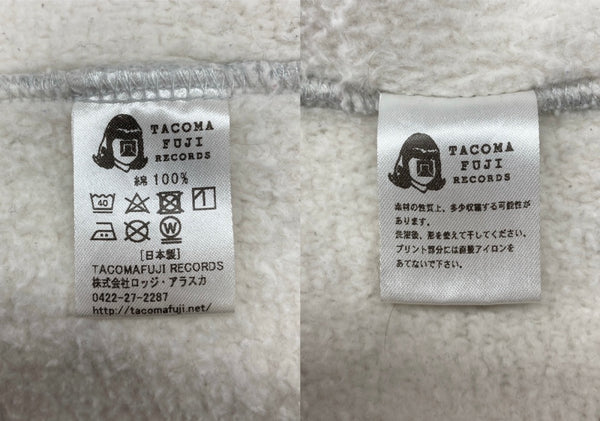 TACOMA
FUJI
RECORDS
綿 100%
40
[日本製]
TACOMAFUJI RECORDS
株式会社ロッジ・アラスカ
0422-27-2287
http://tacomafuji.net/
TACOMA
FUJI
RECORDS
素材の性質上、多少収縮する可能性が
あります。
洗濯後、形を整えて干してください。
プリント部分には直接アイロンを
あてないで下さい。